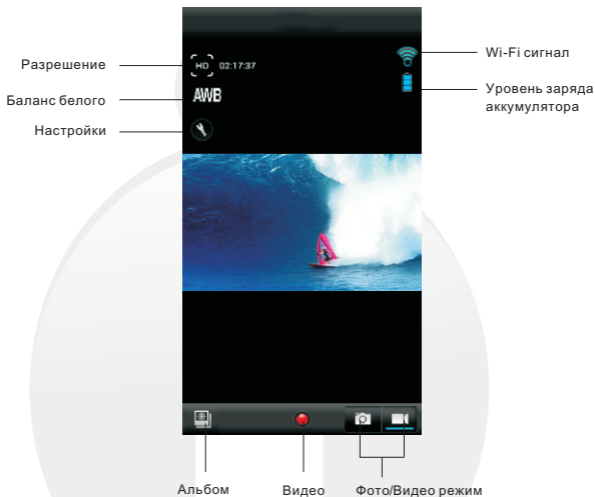 Разрешение
HD 02:17:37
Wi-Fi сигнал
Баланс белого
AWB
Уровень заряда
аккумулятора
Настройки
Альбом
Видео
Фото/Видео режим